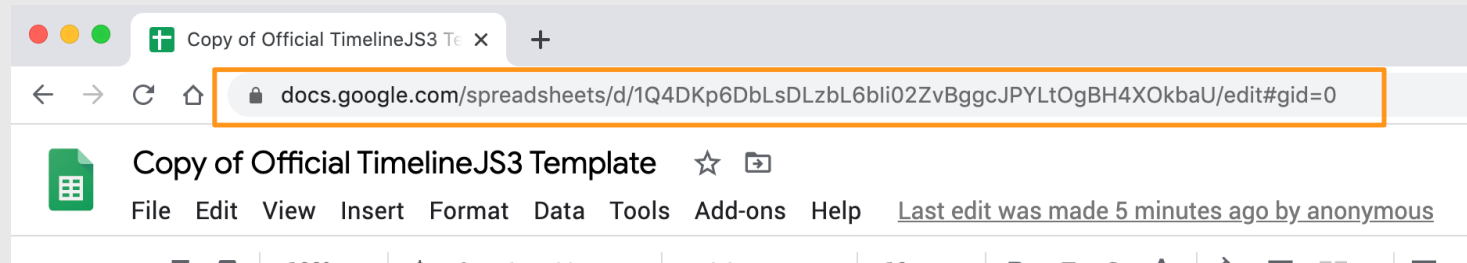 Copy of Official TimelineJS3 Te
docs.google.com/spreadsheets/d/1Q4DKp6DbLsDLzbL6bli02ZvBggcJPYLtOgBH4XOkbaU/edit#gid=0
Copy of Official TimelineJS3 Template
File Edit View Insert Format Data Tools Add-ons Help Last edit was made 5 minutes ago by anonymous